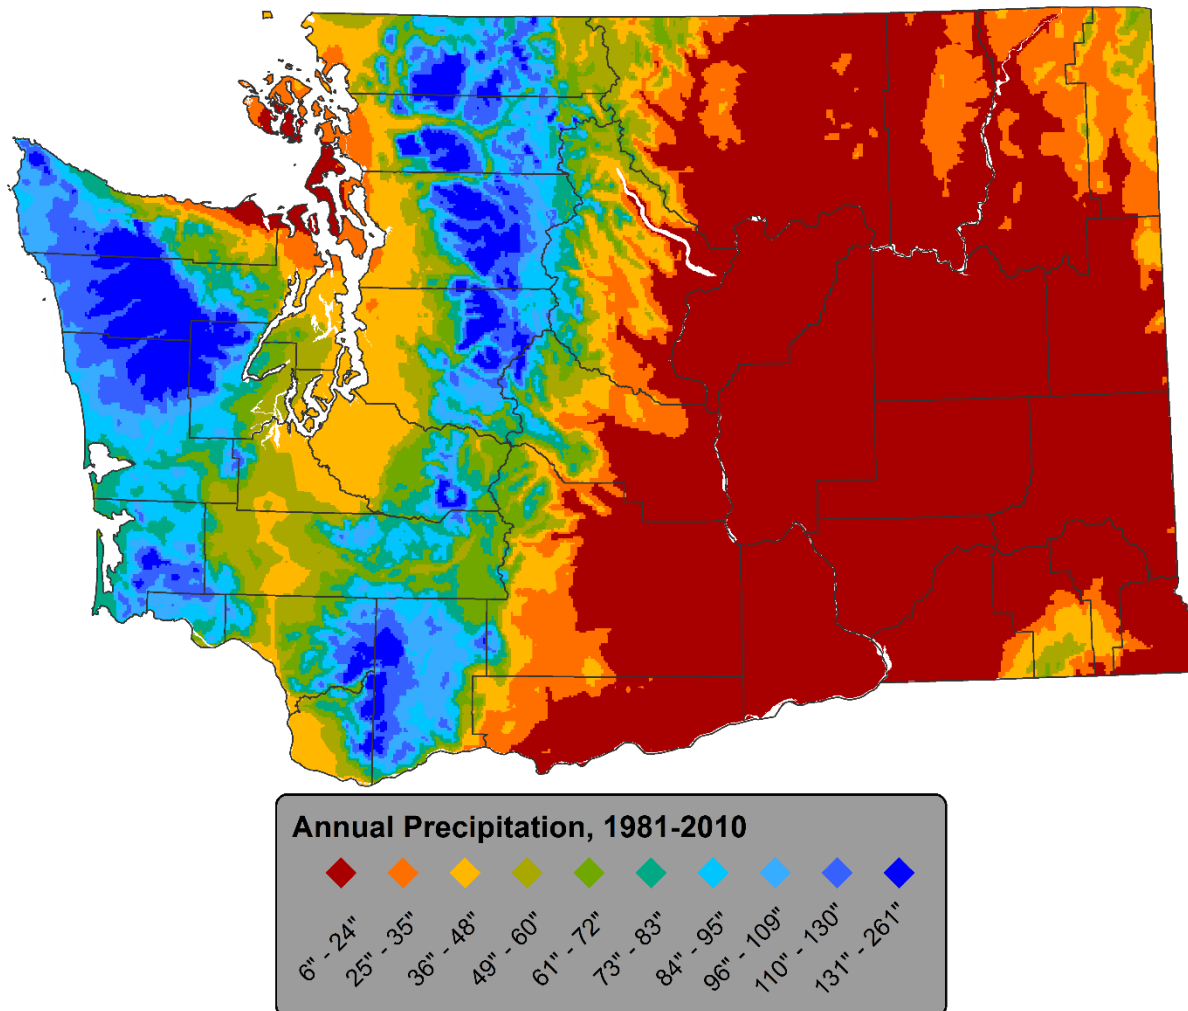 Annual Precipitation, 1981-2010
6" - 24"
25" - 35"
36" - 48"
49" - 60"
61" - 72"
73" - 83"
84" - 95"
96" - 109"
110" - 130"
131" - 261"